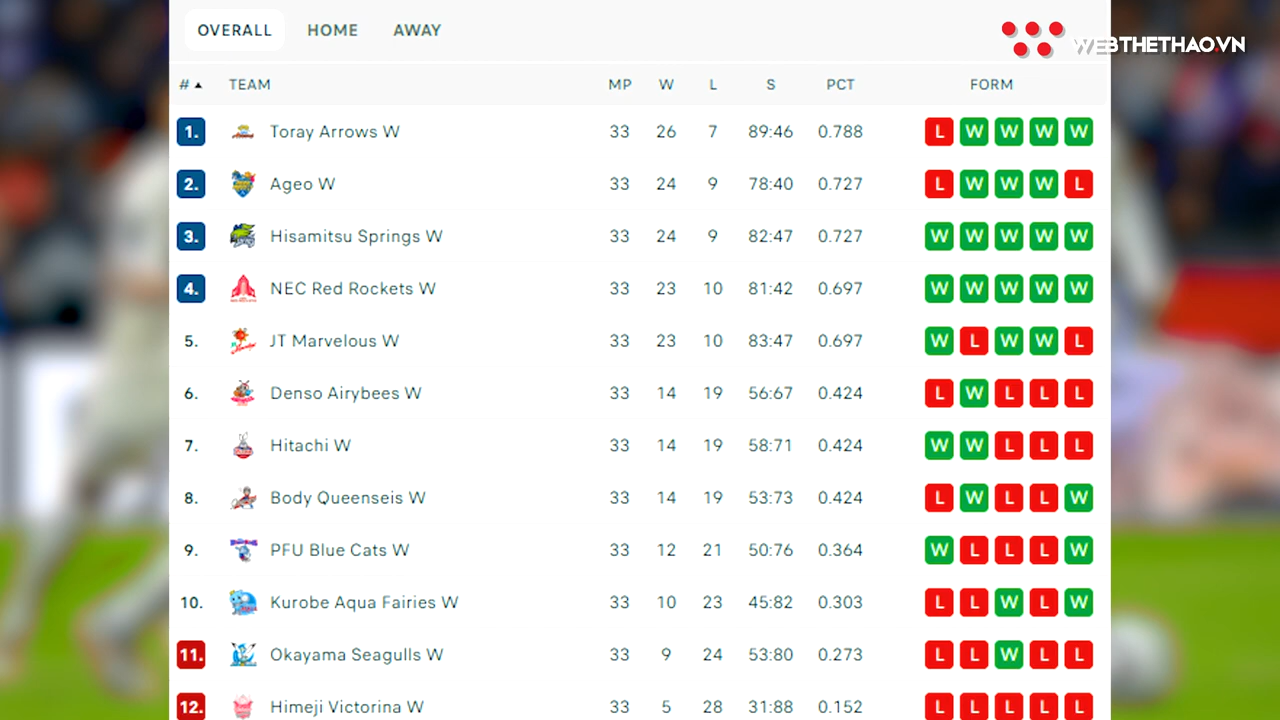 OVERALL HOME AWAY
WEBTHETHAO.VN
# TEAM MP W L S PCT FORM
1. Toray Arrows W 33 26 7 89:46 0.788 L W W W W
2. Ageo W 33 24 9 78:40 0.727 L W W W L
3. Hisamitsu Springs W 33 24 9 82:47 0.727 W W W W W
4. NEC Red Rockets W 33 23 10 81:42 0.697 W W W W W
5. JT Marvelous W 33 23 10 83:47 0.697 W L W W L
6. Denso Airybees W 33 14 19 56:67 0.424 L W L L L
7. Hitachi W 33 14 19 58:71 0.424 W W L L L
8. Body Queenseis W 33 14 19 53:73 0.424 L W L L W
9. PFU Blue Cats W 33 12 21 50:76 0.364 W L L L W
10. Kurobe Aqua Fairies W 33 10 23 45:82 0.303 L L W L W
11. Okayama Seagulls W 33 9 24 53:80 0.273 L L W L L
12. Himeji Victorina W 33 5 28 31:88 0.152 L L L L L